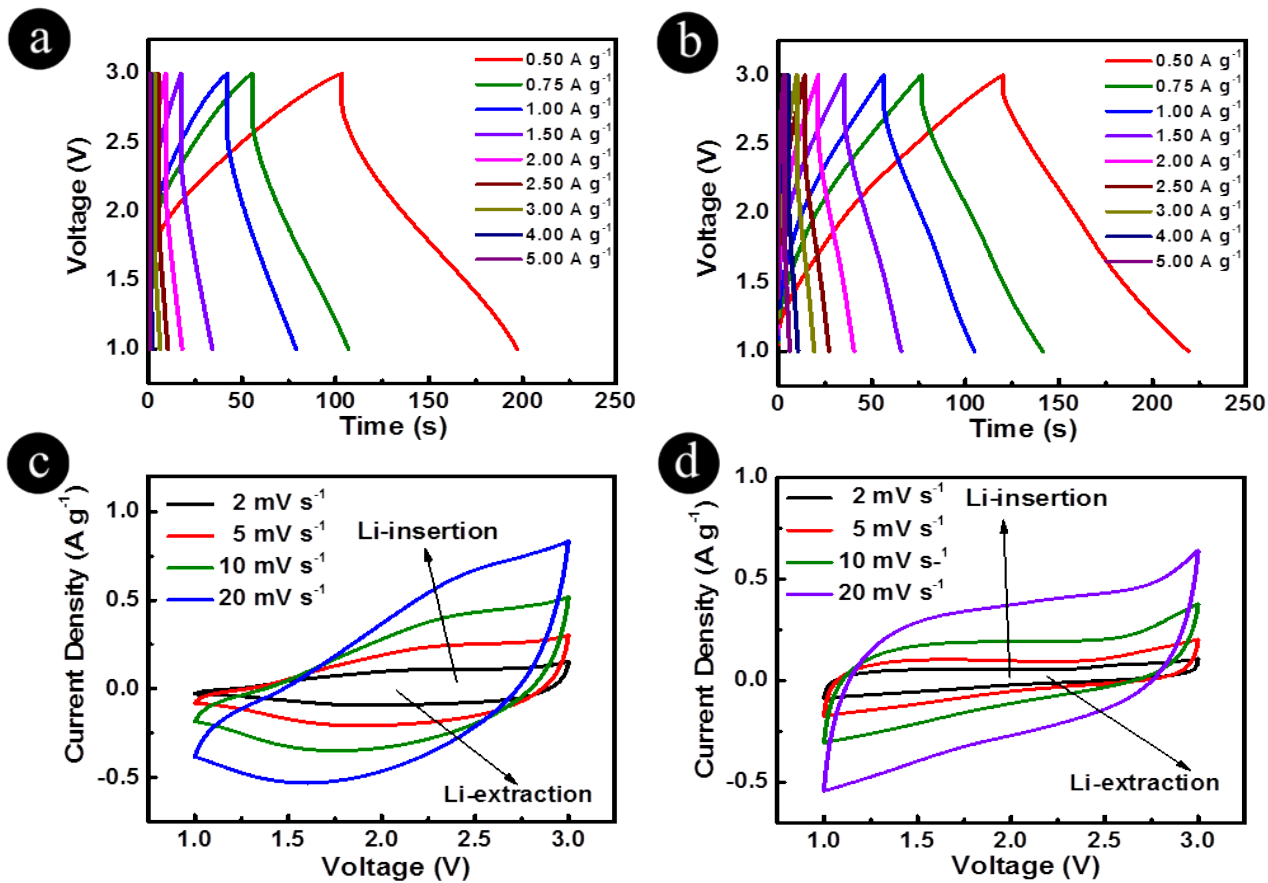 a
3.0
2.5
2.0
1.5
1.0
Voltage (V)
0.50 A g⁻¹
0.75 A g⁻¹
1.00 A g⁻¹
1.50 A g⁻¹
2.00 A g⁻¹
2.50 A g⁻¹
3.00 A g⁻¹
4.00 A g⁻¹
5.00 A g⁻¹
0 50 100 150 200 250
Time (s)
b
3.0
2.5
2.0
1.5
1.0
Voltage (V)
0.50 A g⁻¹
0.75 A g⁻¹
1.00 A g⁻¹
1.50 A g⁻¹
2.00 A g⁻¹
2.50 A g⁻¹
3.00 A g⁻¹
4.00 A g⁻¹
5.00 A g⁻¹
0 50 100 150 200 250
Time (s)
c
1.0
0.5
0.0
-0.5
Current Density (A g⁻¹)
2 mV s⁻¹
5 mV s⁻¹
10 mV s⁻¹
20 mV s⁻¹
Li-insertion
Li-extraction
1.0 1.5 2.0 2.5 3.0
Voltage (V)
d
1.0
0.5
0.0
-0.5
Current Density (A g⁻¹)
2 mV s⁻¹
5 mV s⁻¹
10 mV s-¹
20 mV s⁻¹
Li-insertion
Li-extraction
1.0 1.5 2.0 2.5 3.0
Voltage (V)